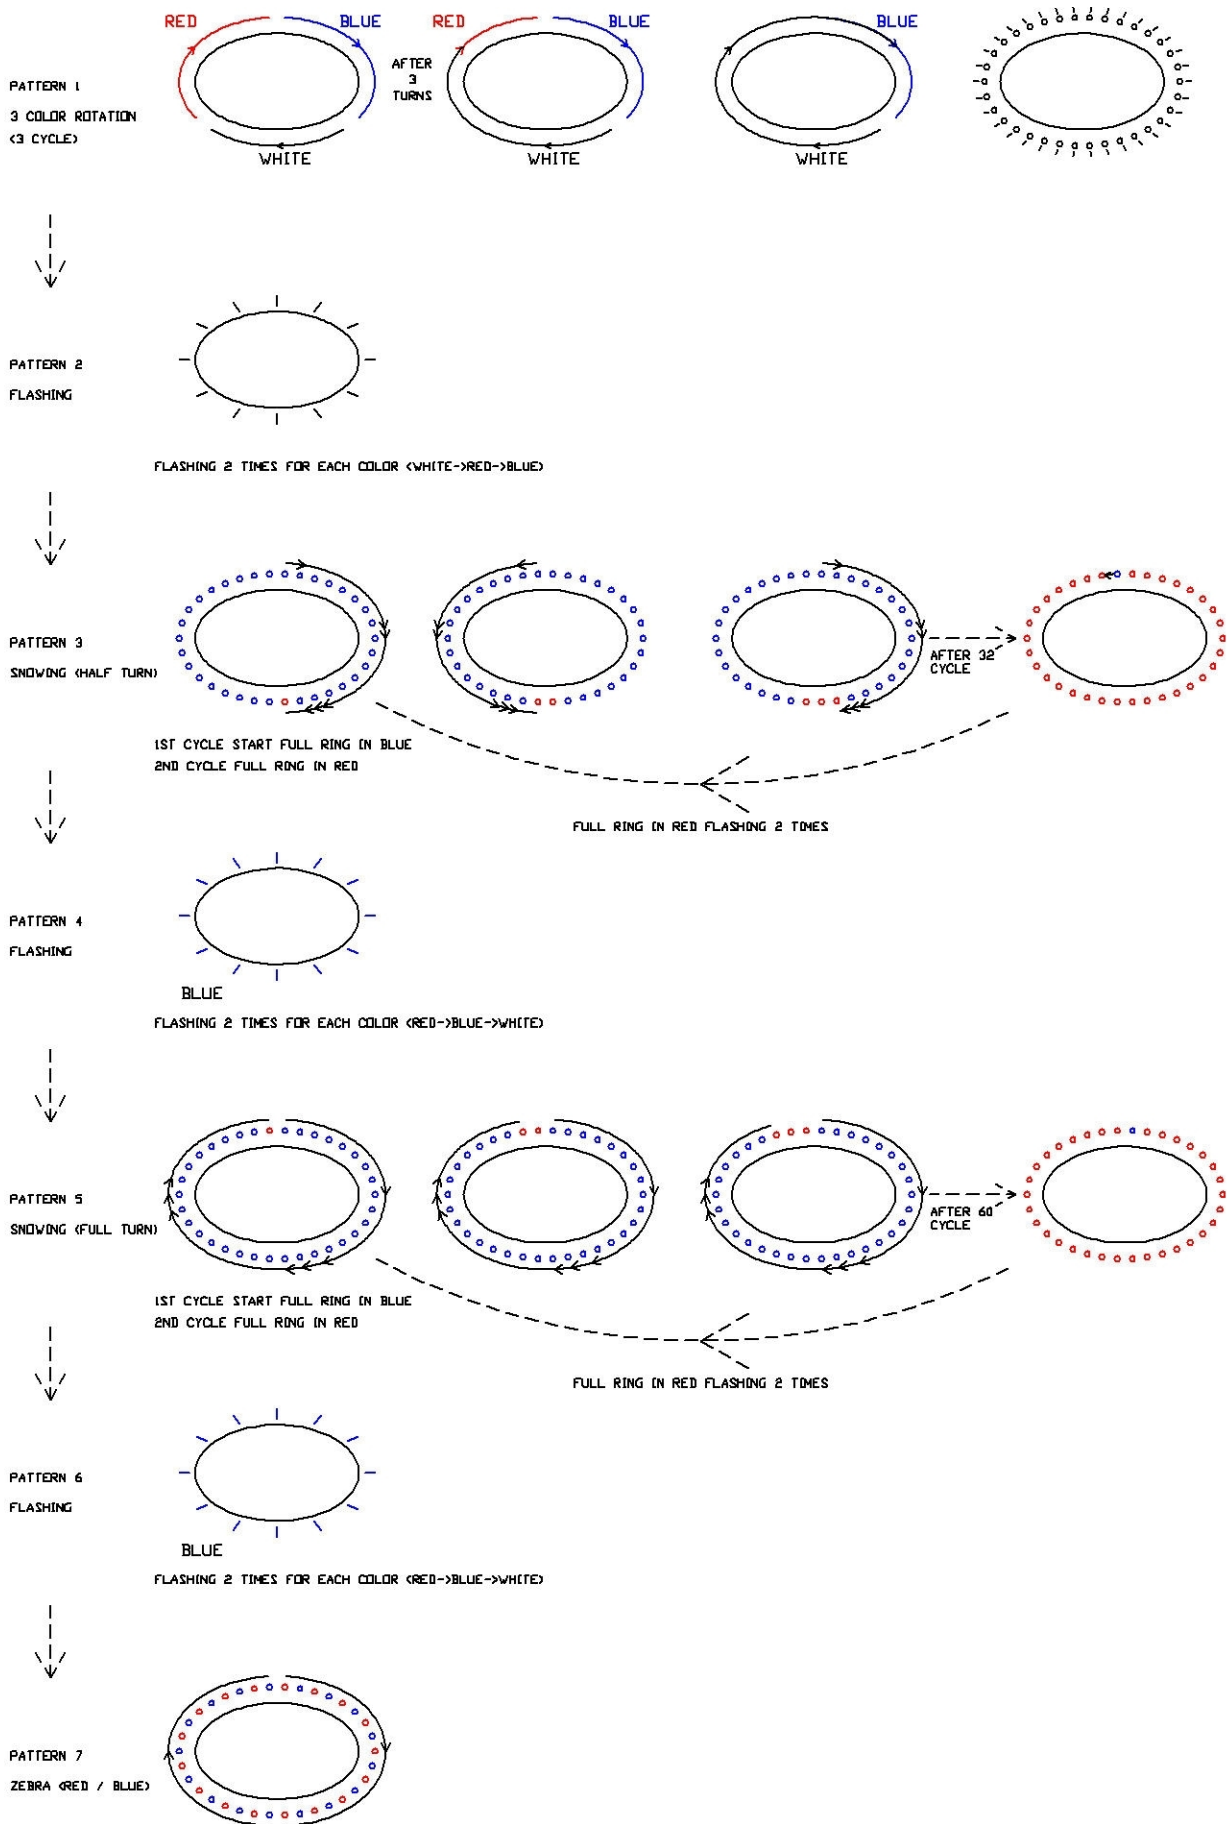 RED
BLUE
RED
BLUE
BLUE
AFTER
3
TURNS
PATTERN 1
3 COLOR ROTATION
(3 CYCLE)
WHITE
WHITE
WHITE
PATTERN 2
FLASHING
FLASHING 2 TIMES FOR EACH COLOR (WHITE->RED->BLUE)
PATTERN 3
SNOWING (HALF TURN)
AFTER 32
CYCLE
1ST CYCLE START FULL RING IN BLUE
2ND CYCLE FULL RING IN RED
FULL RING IN RED FLASHING 2 TIMES
PATTERN 4
FLASHING
BLUE
FLASHING 2 TIMES FOR EACH COLOR (RED->BLUE->WHITE)
PATTERN 5
SNOWING (FULL TURN)
AFTER 60
CYCLE
1ST CYCLE START FULL RING IN BLUE
2ND CYCLE FULL RING IN RED
FULL RING IN RED FLASHING 2 TIMES
PATTERN 6
FLASHING
BLUE
FLASHING 2 TIMES FOR EACH COLOR (RED->BLUE->WHITE)
PATTERN 7
ZEBRA (RED / BLUE)